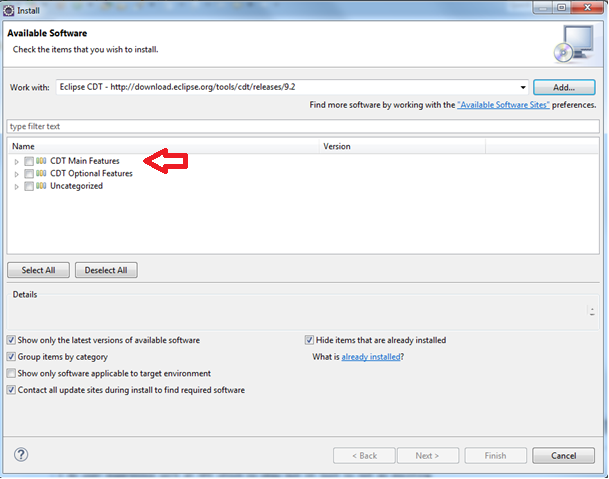 Install
Available Software
Check the items that you wish to install.
Work with: Eclipse CDT - http://download.eclipse.org/tools/cdt/releases/9.2 Add...
Find more software by working with the "Available Software Sites" preferences.
type filter text
Name Version
CDT Main Features
CDT Optional Features
Uncategorized
Select All Deselect All
Details
Show only the latest versions of available software Hide items that are already installed
Group items by category What is already installed?
Show only software applicable to target environment
Contact all update sites during install to find required software
? < Back Next > Finish Cancel